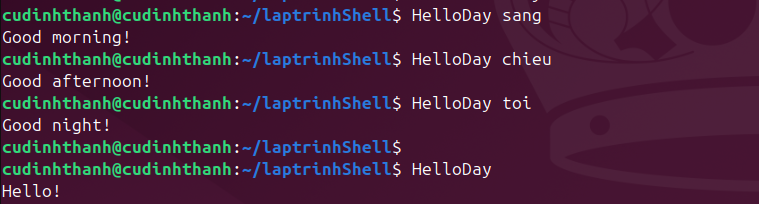 cudinhthanh@cudinhthanh:~/laptrinhShell$ HelloDay sang
Good morning!
cudinhthanh@cudinhthanh:~/laptrinhShell$ HelloDay chieu
Good afternoon!
cudinhthanh@cudinhthanh:~/laptrinhShell$ HelloDay toi
Good night!
cudinhthanh@cudinhthanh:~/laptrinhShell$
cudinhthanh@cudinhthanh:~/laptrinhShell$ HelloDay
Hello!